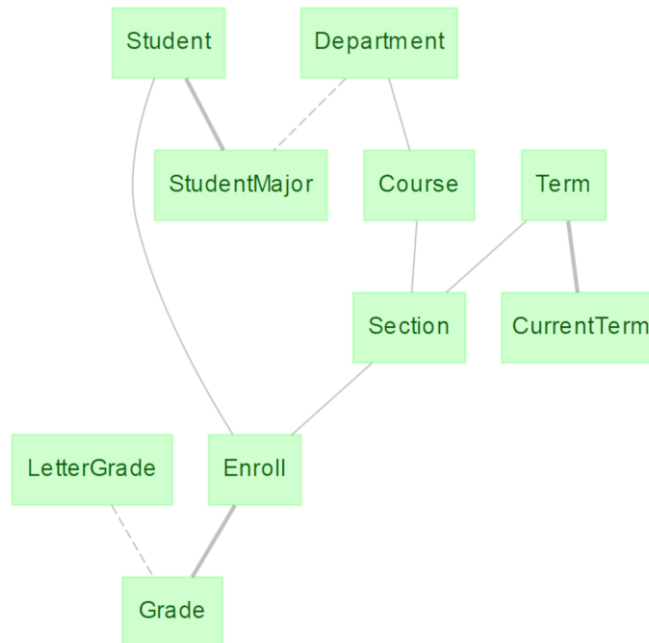 Student
Department
StudentMajor
Course
Term
Section
CurrentTerm
LetterGrade
Enroll
Grade